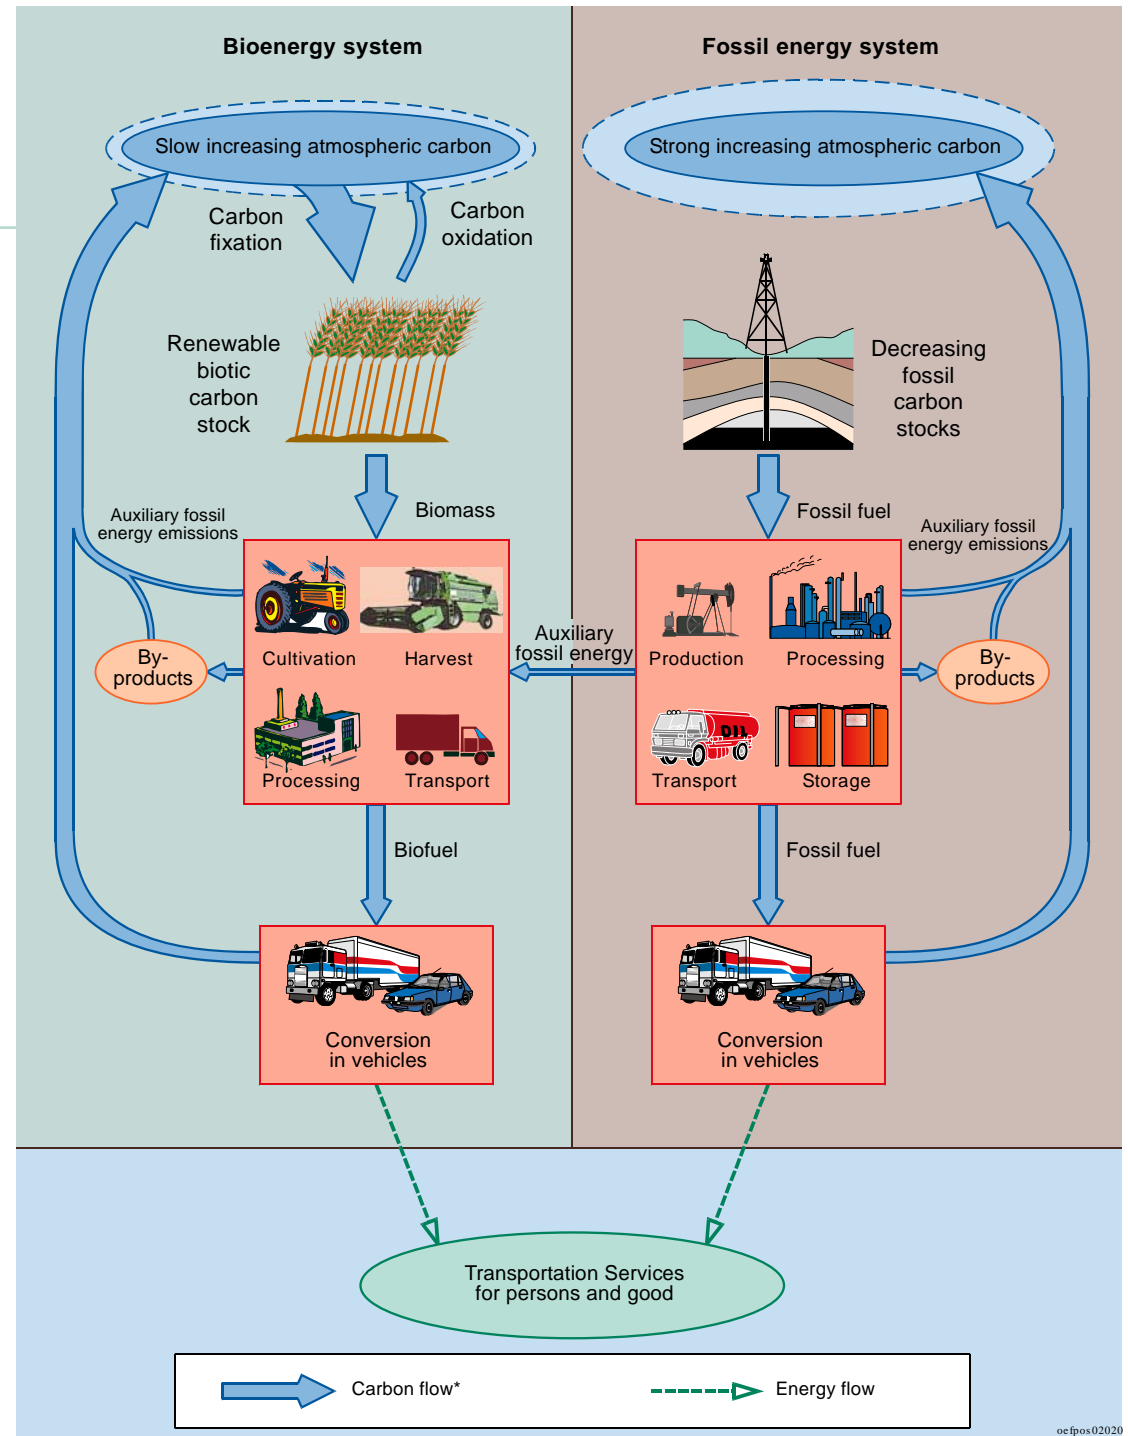 Bioenergy system
Fossil energy system
Slow increasing atmospheric carbon
Strong increasing atmospheric carbon
Carbon
fixation
Carbon
oxidation
Renewable
biotic
carbon
stock
Decreasing
fossil
carbon
stocks
Biomass
Fossil fuel
Auxiliary fossil
energy emissions
Auxiliary fossil
energy emissions
Cultivation
Harvest
Auxiliary
fossil energy
Production
Processing
By-
products
By-
products
OIL
Processing
Transport
Transport
Storage
Biofuel
Fossil fuel
Conversion
in vehicles
Conversion
in vehicles
Transportation Services
for persons and good
Carbon flow*
Energy flow
oefpos02020